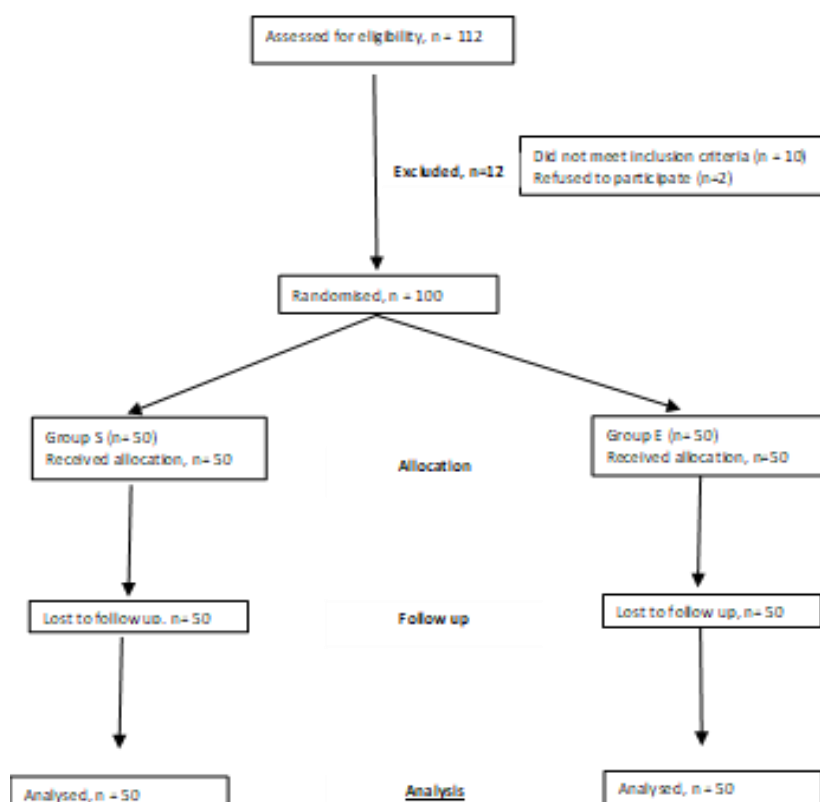 Assessed for eligibility, n = 112
Excluded, n=12
Did not meet inclusion criteria (n = 10)
Refused to participate (n=2)
Randomised, n = 100
Group S (n= 50)
Received allocation, n= 50
Allocation
Group E (n= 50)
Received allocation, n=50
Lost to follow up. n= 50
Follow up
Lost to follow up, n= 50
Analysed, n = 50
Analysis
Analysed, n = 50